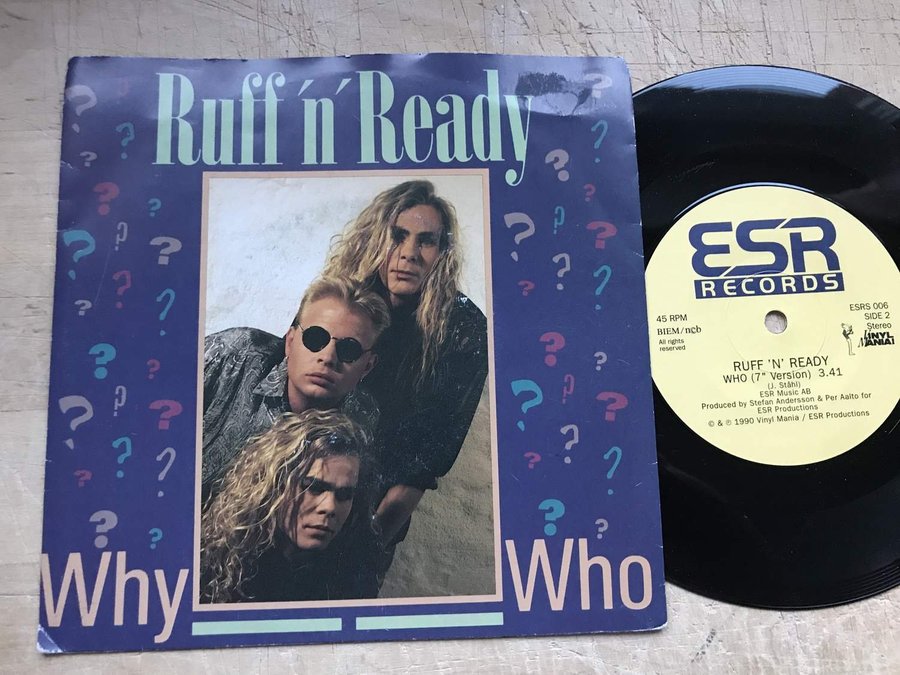 Ruff ´n´ Ready
Why
Who
ESR
RECORDS
45 RPM
BIEM/ncb
All rights
reserved
ESRS 006
SIDE 2
Stereo
VINYL
MANIA!
RUFF 'N' READY
WHO (7" Version) 3.41
(J. Ståhl)
ESR Music AB
Produced by Stefan Andersson & Per Aalto for
ESR Productions
© & ℗ 1990 Vinyl Mania / ESR Productions